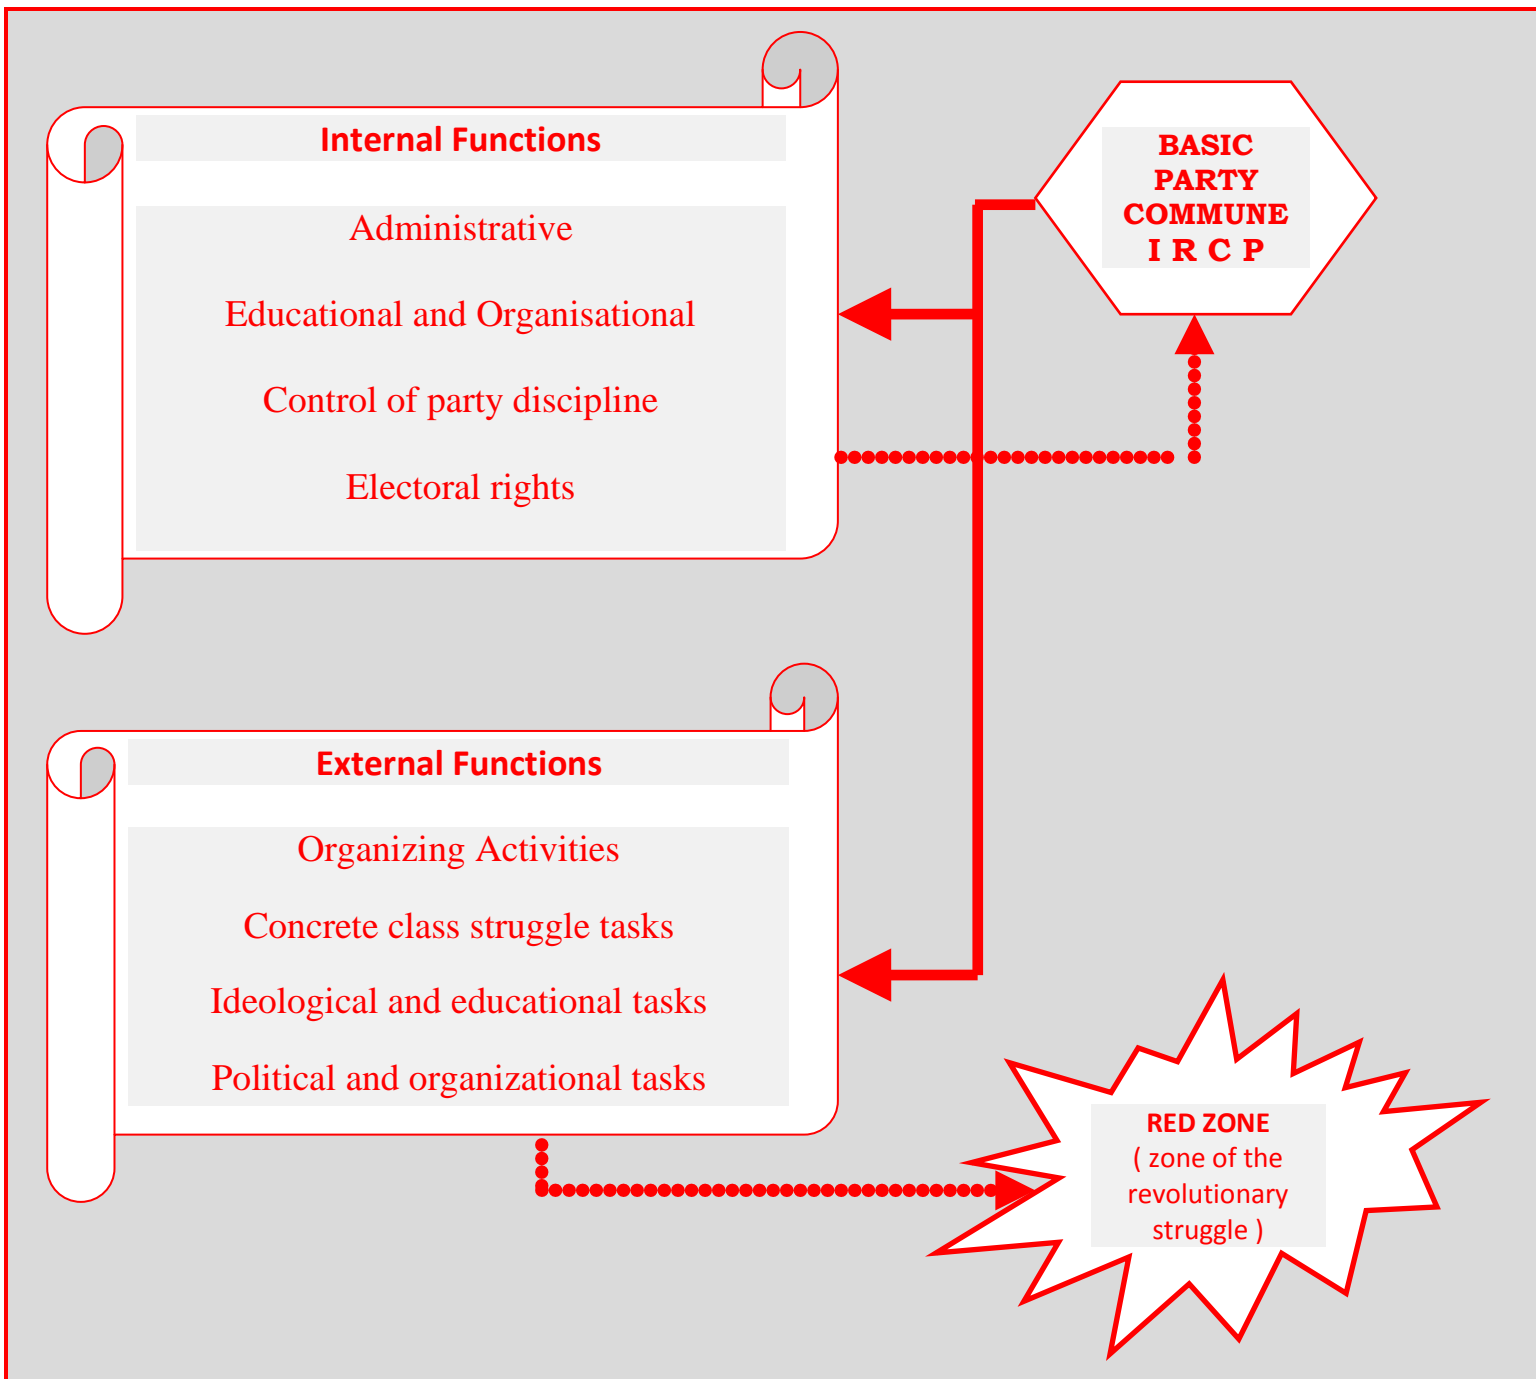 Internal Functions
Administrative
Educational and Organisational
Control of party discipline
Electoral rights
BASIC
PARTY
COMMUNE
I R C P
External Functions
Organizing Activities
Concrete class struggle tasks
Ideological and educational tasks
Political and organizational tasks
RED ZONE
( zone of the
revolutionary
struggle )